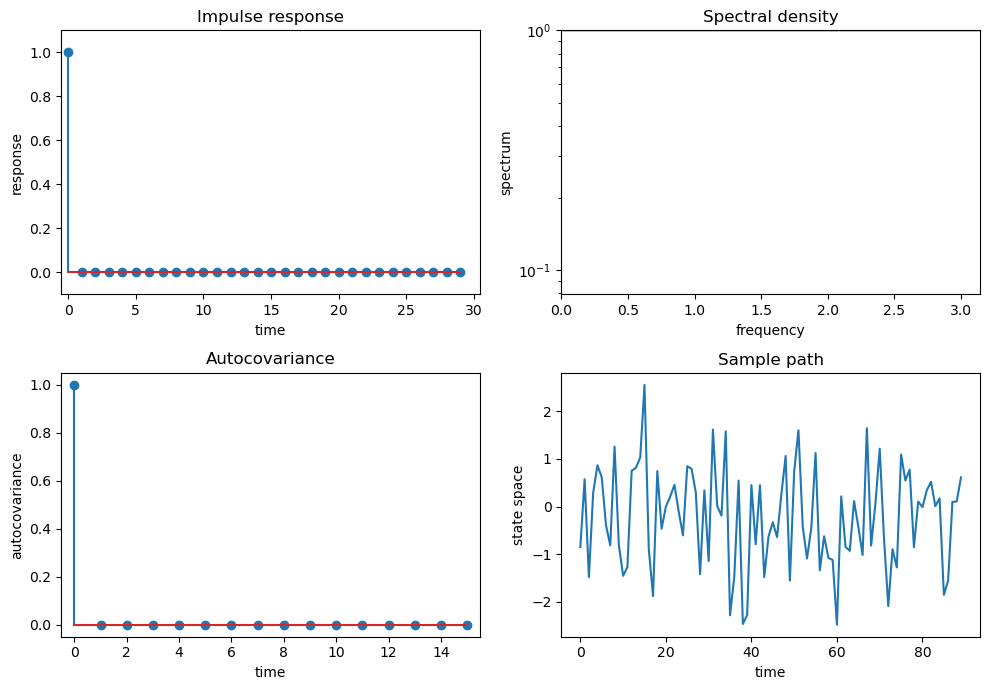 Impulse response
1.0
0.8
0.6
0.4
0.2
0.0
response
0 5 10 15 20 25 30
time
Spectral density
10^0
10^-1
spectrum
0.0 0.5 1.0 1.5 2.0 2.5 3.0
frequency
Autocovariance
1.0
0.8
0.6
0.4
0.2
0.0
autocovariance
0 2 4 6 8 10 12 14
time
Sample path
2
1
0
−1
−2
state space
0 20 40 60 80
time